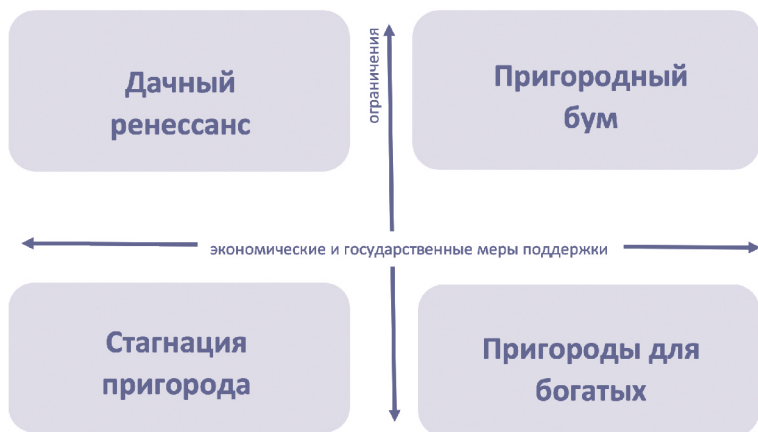 Дачный
ренессанс
ограничения
Пригородный
бум
экономические и государственные меры поддержки
Стагнация
пригорода
Пригороды для
богатых